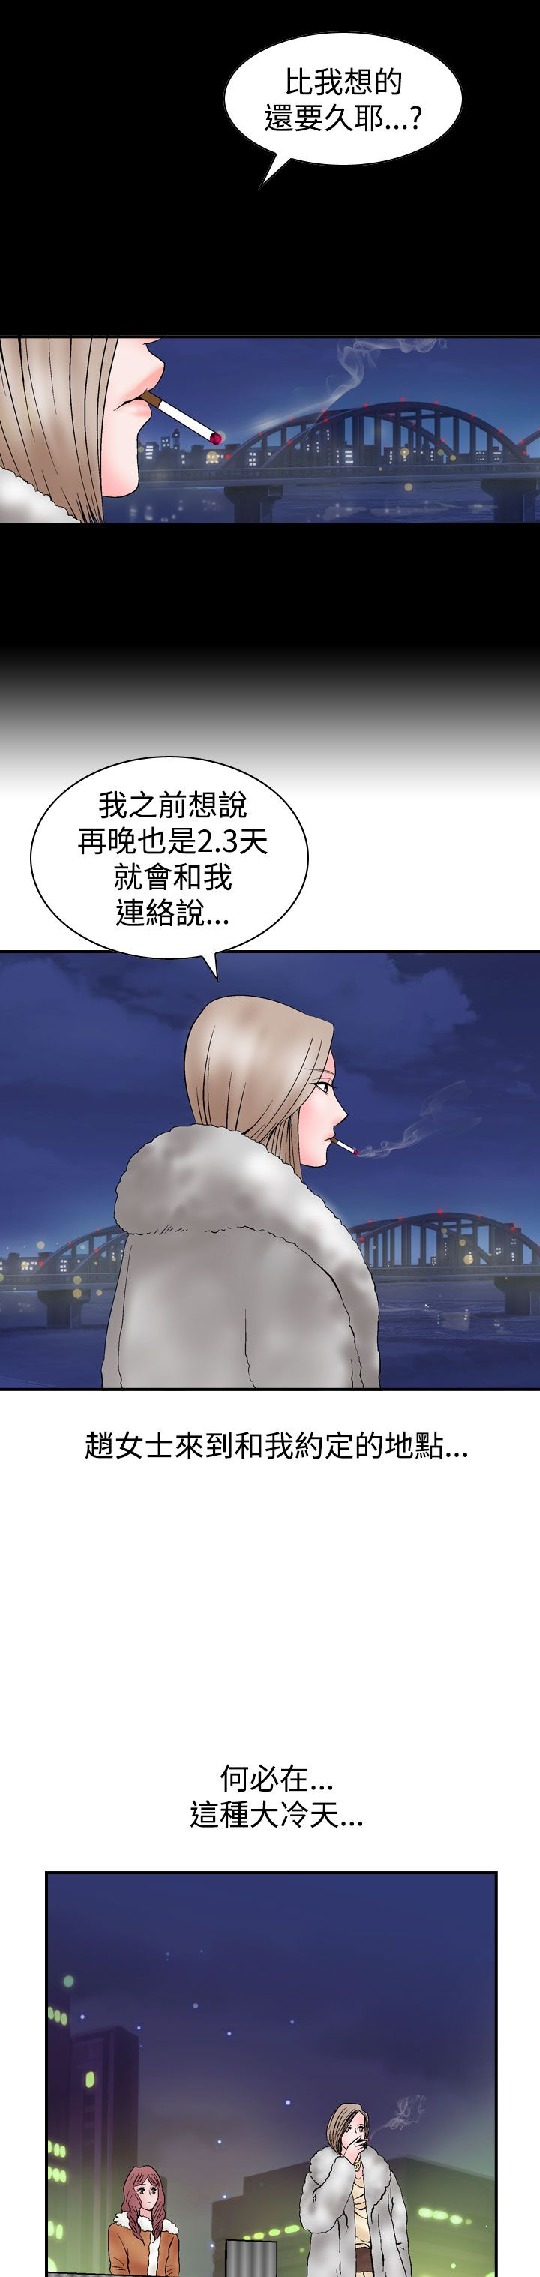 比我想的
還要久耶...?
我之前想說
再晚也是2.3天
就會和我
連絡說...
趙女士來到和我約定的地點...
何必在...
這種大冷天...